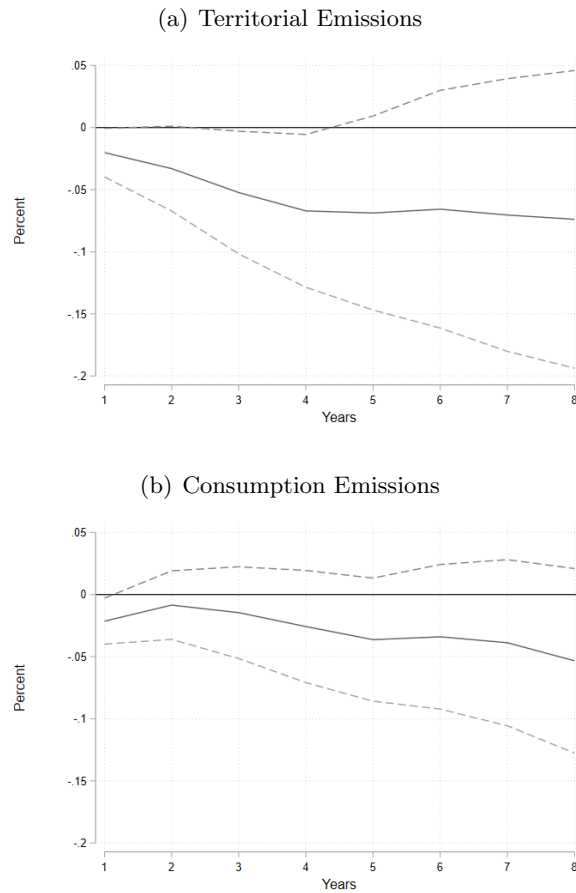 (a) Territorial Emissions
.05
0
-.05
-.1
-.15
-.2
Percent
1 2 3 4 5 6 7 8
Years
(b) Consumption Emissions
.05
0
-.05
-.1
-.15
-.2
Percent
1 2 3 4 5 6 7 8
Years